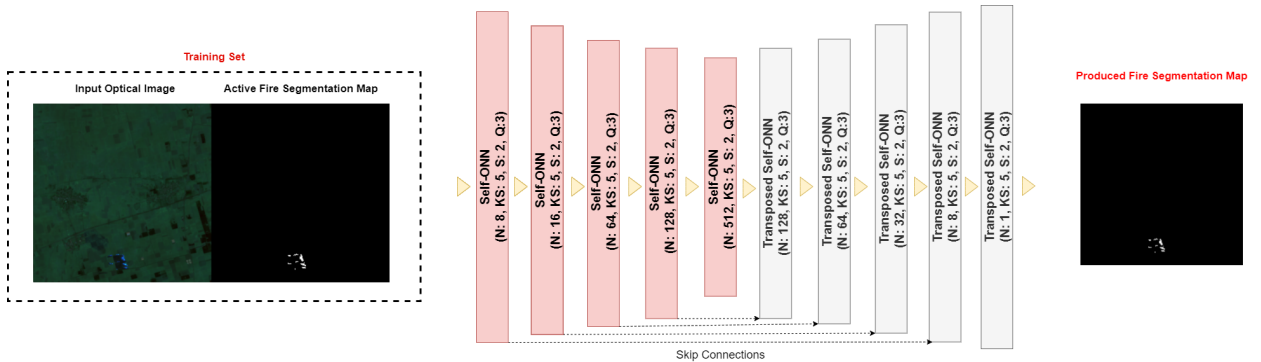 Training Set
Input Optical Image
Active Fire Segmentation Map
Self-ONN
(N: 8, KS: 5, S: 2, Q:3)
Self-ONN
(N: 16, KS: 5, S: 2, Q:3)
Self-ONN
(N: 64, KS: 5, S: 2, Q:3)
Self-ONN
(N: 128, KS: 5, S: 2, Q:3)
Self-ONN
(N: 512, KS: 5, S: 2, Q:3)
Transposed Self-ONN
(N: 128, KS: 5, S: 2, Q:3)
Transposed Self-ONN
(N: 64, KS: 5, S: 2, Q:3)
Transposed Self-ONN
(N: 32, KS: 5, S: 2, Q:3)
Transposed Self-ONN
(N: 8, KS: 5, S: 2, Q:3)
Transposed Self-ONN
(N: 1, KS: 5, S: 2, Q:3)
Produced Fire Segmentation Map
Skip Connections